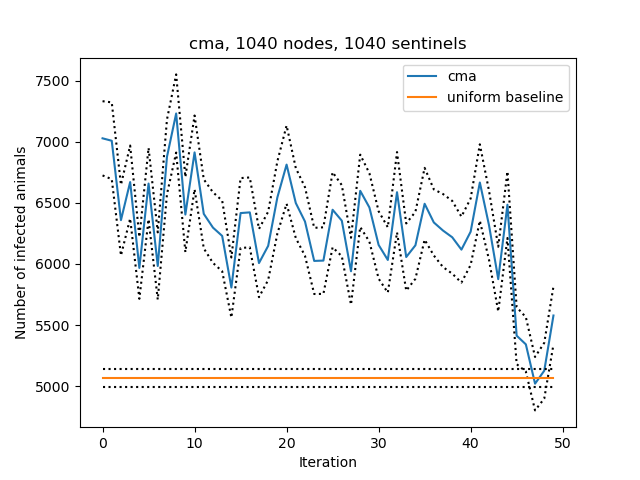 cma, 1040 nodes, 1040 sentinels
cma
uniform baseline
Number of infected animals
7500
7000
6500
6000
5500
5000
0 10 20 30 40 50
Iteration